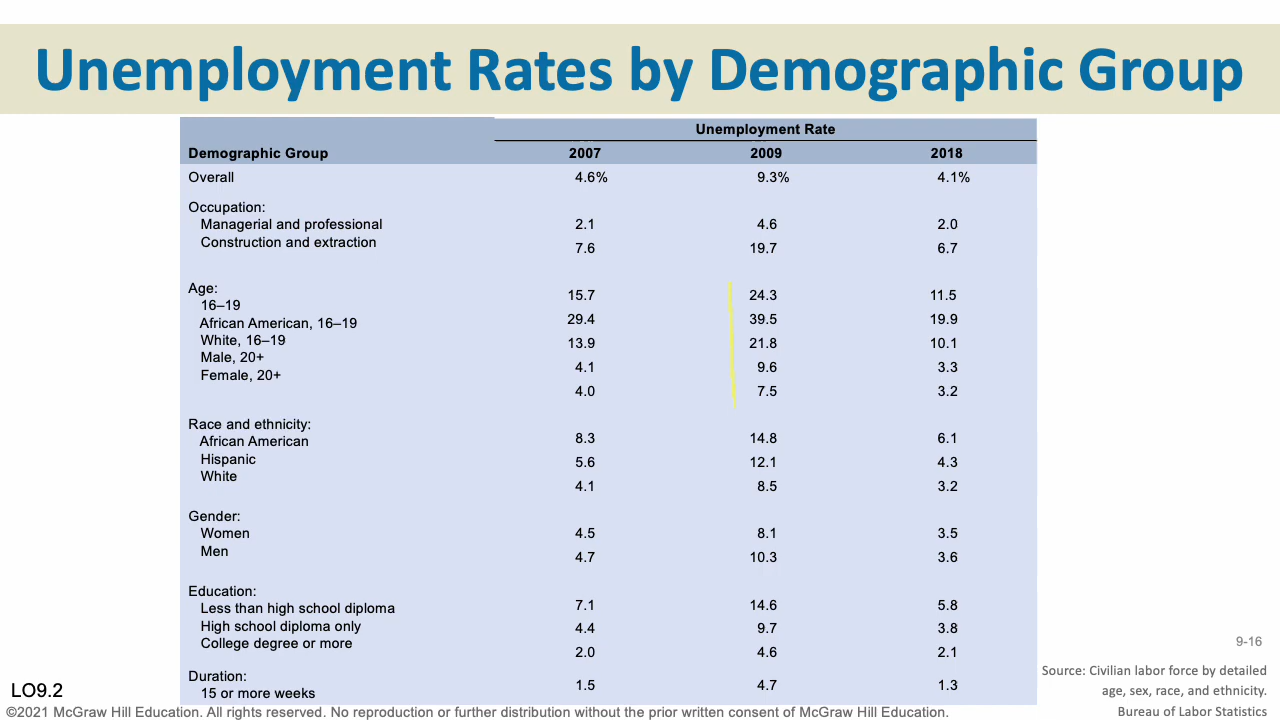 Unemployment Rates by Demographic Group
Unemployment Rate
Demographic Group 2007 2009 2018
Overall 4.6% 9.3% 4.1%
Occupation:
Managerial and professional 2.1 4.6 2.0
Construction and extraction 7.6 19.7 6.7
Age:
16–19 15.7 24.3 11.5
African American, 16–19 29.4 39.5 19.9
White, 16–19 13.9 21.8 10.1
Male, 20+ 4.1 9.6 3.3
Female, 20+ 4.0 7.5 3.2
Race and ethnicity:
African American 8.3 14.8 6.1
Hispanic 5.6 12.1 4.3
White 4.1 8.5 3.2
Gender:
Women 4.5 8.1 3.5
Men 4.7 10.3 3.6
Education:
Less than high school diploma 7.1 14.6 5.8
High school diploma only 4.4 9.7 3.8
College degree or more 2.0 4.6 2.1
Duration:
15 or more weeks 1.5 4.7 1.3
9-16
Source: Civilian labor force by detailed
age, sex, race, and ethnicity.
Bureau of Labor Statistics
LO9.2
©2021 McGraw Hill Education. All rights reserved. No reproduction or further distribution without the prior written consent of McGraw Hill Education.